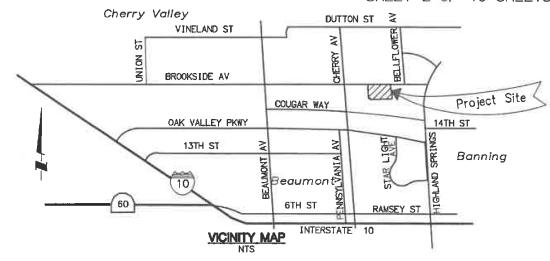 SHEET 2 OF 16 SHEETS
Cherry Valley
DUTTON ST
VINELAND ST
UNION ST
CHERRY AV
BELLFLOWER AV
BROOKSIDE AV
COUGAR WAY
Project Site
OAK VALLEY PKWY
14TH ST
13TH ST
BEAUMONT AV
PENNSYLVANIA AV
STAR LIGHT AVE
HIGHLAND SPRINGS
Banning
10
Beaumont
60
6TH ST
RAMSEY ST
VICINITY MAP
INTERSTATE 10
NTS